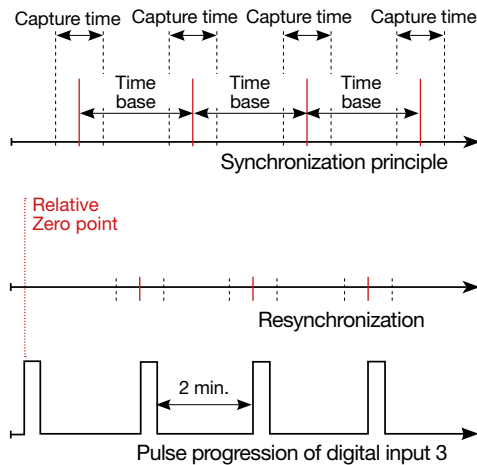 Capture time Capture time Capture time Capture time
Time base Time base Time base
Synchronization principle
Relative
Zero point
Resynchronization
2 min.
Pulse progression of digital input 3